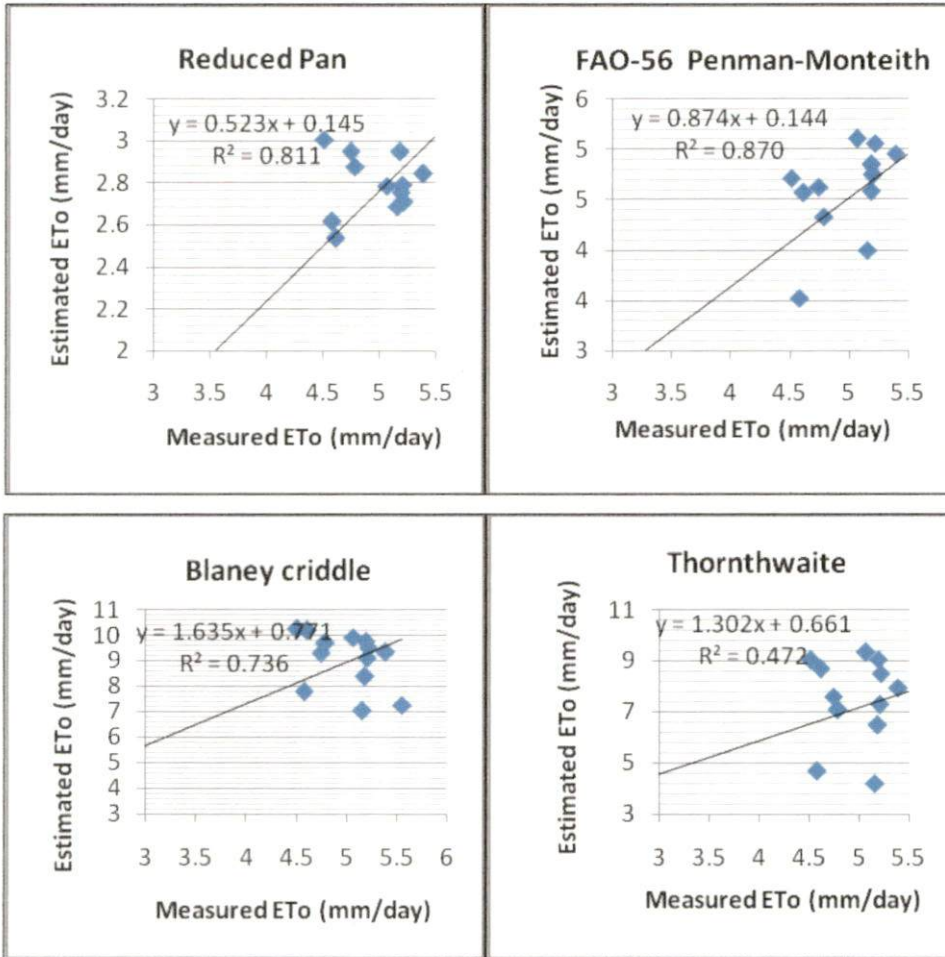 Reduced Pan
Estimated ETo (mm/day)
3.2
3
2.8
2.6
2.4
2.2
2
y = 0.523x + 0.145
R² = 0.811
3 3.5 4 4.5 5 5.5
Measured ETo (mm/day)
FAO-56 Penman-Monteith
Estimated ETo (mm/day)
6
5
5
4
4
3
y = 0.874x + 0.144
R² = 0.870
3 3.5 4 4.5 5 5.5
Measured ETo (mm/day)
Blaney criddle
Estimated ETo (mm/day)
11
10
9
8
7
6
5
4
3
y = 1.635x + 0.771
R² = 0.736
3 3.5 4 4.5 5 5.5 6
Measured ETo (mm/day)
Thornthwaite
Estimated ETo (mm/day)
11
9
7
5
3
y = 1.302x + 0.661
R² = 0.472
3 3.5 4 4.5 5 5.5
Measured ETo (mm/day)